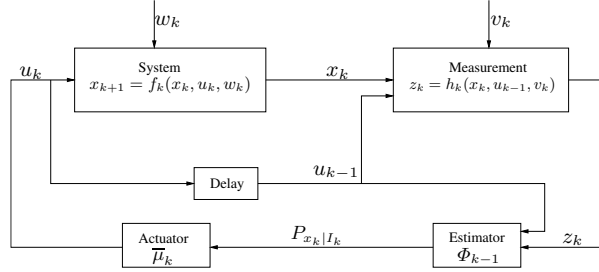 w_k
v_k
u_k
System
x_{k+1} = f_k(x_k, u_k, w_k)
x_k
Measurement
z_k = h_k(x_k, u_{k-1}, v_k)
u_{k-1}
Delay
Actuator
\overline{μ}_k
P_{x_k|I_k}
Estimator
Φ_{k-1}
z_k